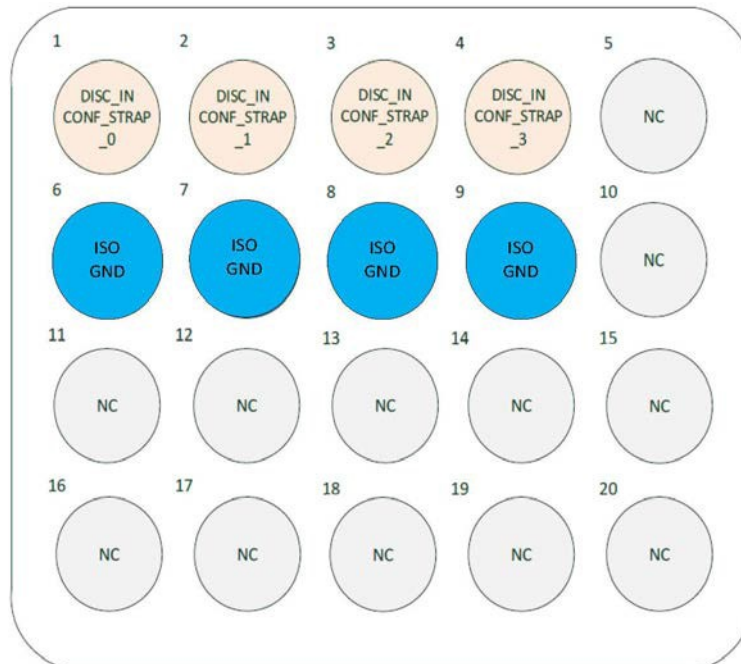 1 2 3 4 5
DISC_IN DISC_IN DISC_IN DISC_IN
CONF_STRAP CONF_STRAP CONF_STRAP CONF_STRAP NC
_0 _1 _2 _3
6 7 8 9 10
ISO ISO ISO ISO NC
GND GND GND GND
11 12 13 14 15
NC NC NC NC NC
16 17 18 19 20
NC NC NC NC NC